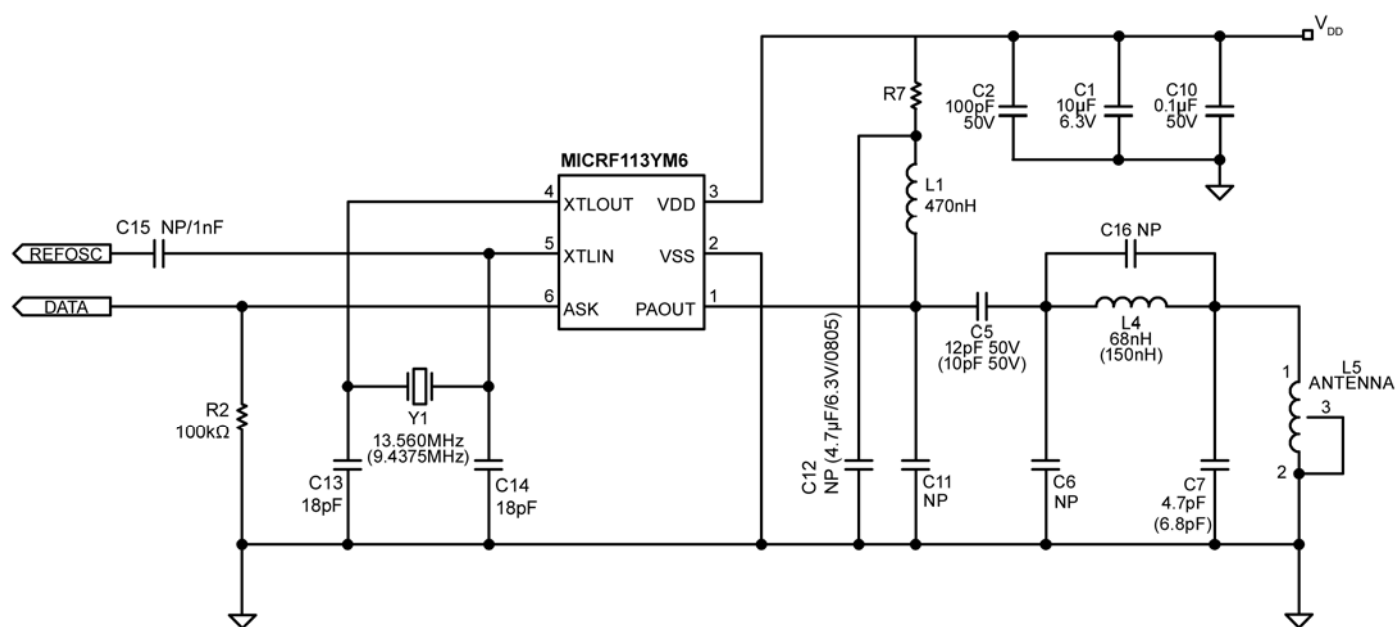 V_DD
R7
C2
100pF
50V
C1
10µF
6.3V
C10
0.1µF
50V
MICRF113YM6
4
XTLOUT
VDD
3
L1
470nH
C15 NP/1nF
C16 NP
REFOSC
5
XTLIN
VSS
2
DATA
6
ASK
PAOUT
1
C5
12pF 50V
(10pF 50V)
L4
68nH
(150nH)
L5
ANTENNA
1
3
2
R2
100kΩ
Y1
13.560MHz
(9.4375MHz)
C13
18pF
C14
18pF
C12
NP (4.7µF/6.3V/0805)
C11
NP
C6
NP
C7
4.7pF
(6.8pF)